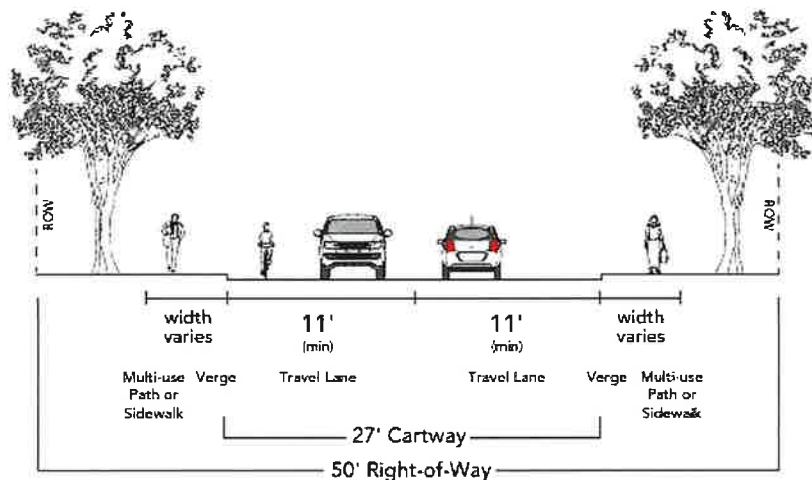 ROW
ROW
width varies
11'
(min)
11'
(min)
width varies
Multi-use Path or Sidewalk
Verge
Travel Lane
Travel Lane
Verge
Multi-use Path or Sidewalk
27' Cartway
50' Right-of-Way